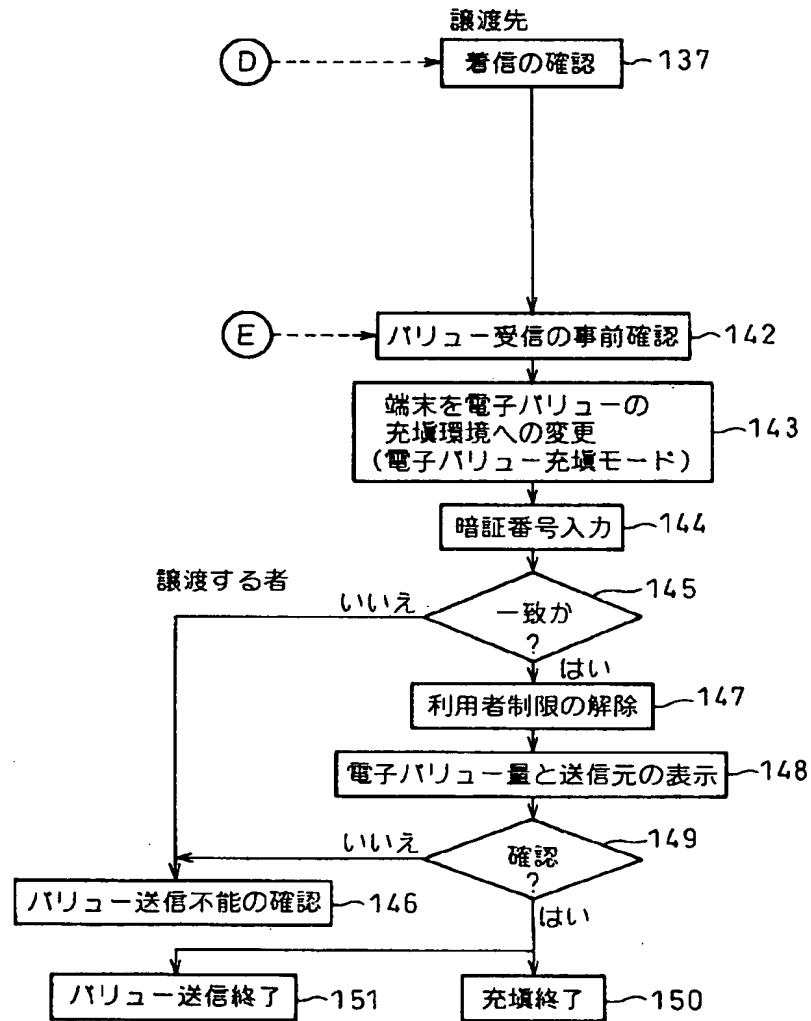 譲渡先
D
着信の確認
137
E
バリュー受信の事前確認
142
端末を電子バリューの
充塡環境への変更
(電子バリュー充塡モード)
143
暗証番号入力
144
譲渡する者
いいえ
一致か
?
145
はい
利用者制限の解除
147
電子バリュー量と送信元の表示
148
いいえ
確認
?
149
バリュー送信不能の確認
146
はい
バリュー送信終了
151
充塡終了
150